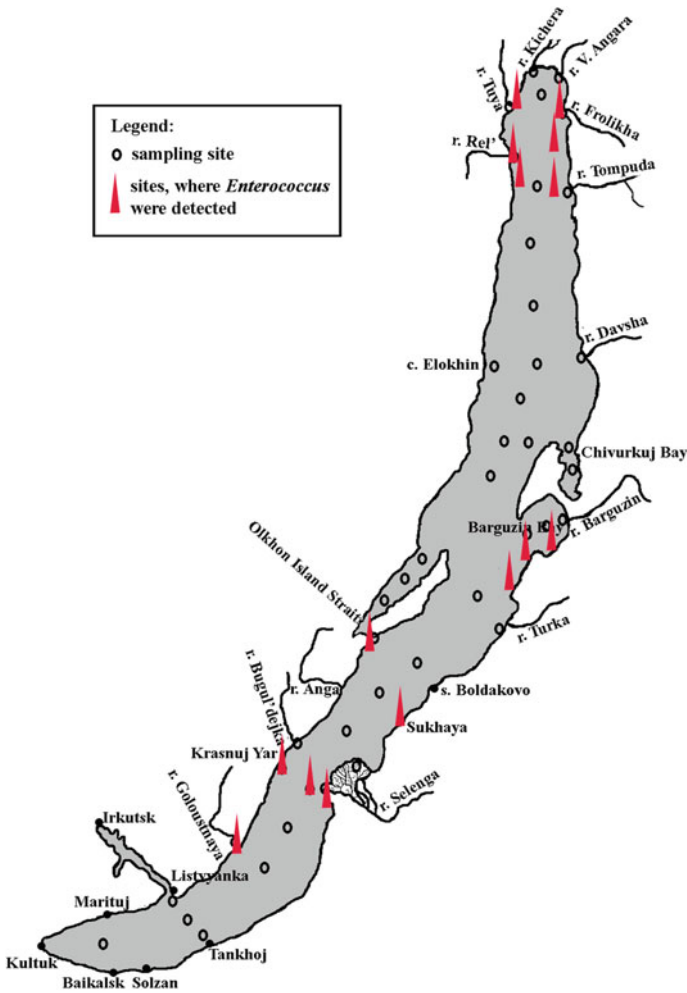 r. Kichera
r. V. Angara
r. Tuya
r. Frolikha
Legend:
sampling site
sites, where Enterococcus
were detected
r. Rel'
r. Tompuda
r. Davsha
c. Elokhin
Chivurkuj Bay
Barguzin Bay
r. Barguzin
Olkhon Island Strait
r. Turka
r. Anga
s. Boldakovo
r. Bugul'dejka
Sukhaya
Krasnuj Yar
r. Selenga
r. Goloustnaya
Irkutsk
Listvyanka
Marituj
Tankhoj
Kultuk
Baikalsk
Solzan